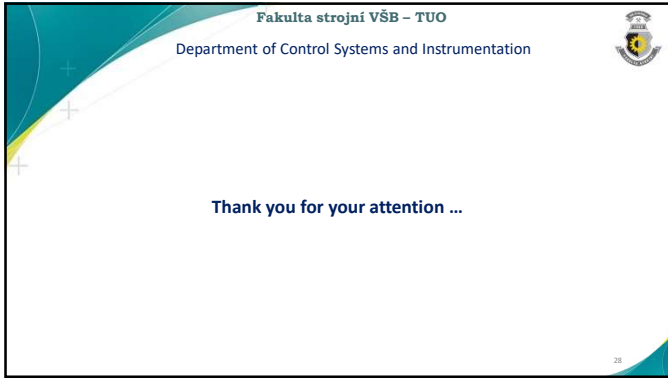 Fakulta strojní VŠB – TUO
Department of Control Systems and Instrumentation
Thank you for your attention ...
28